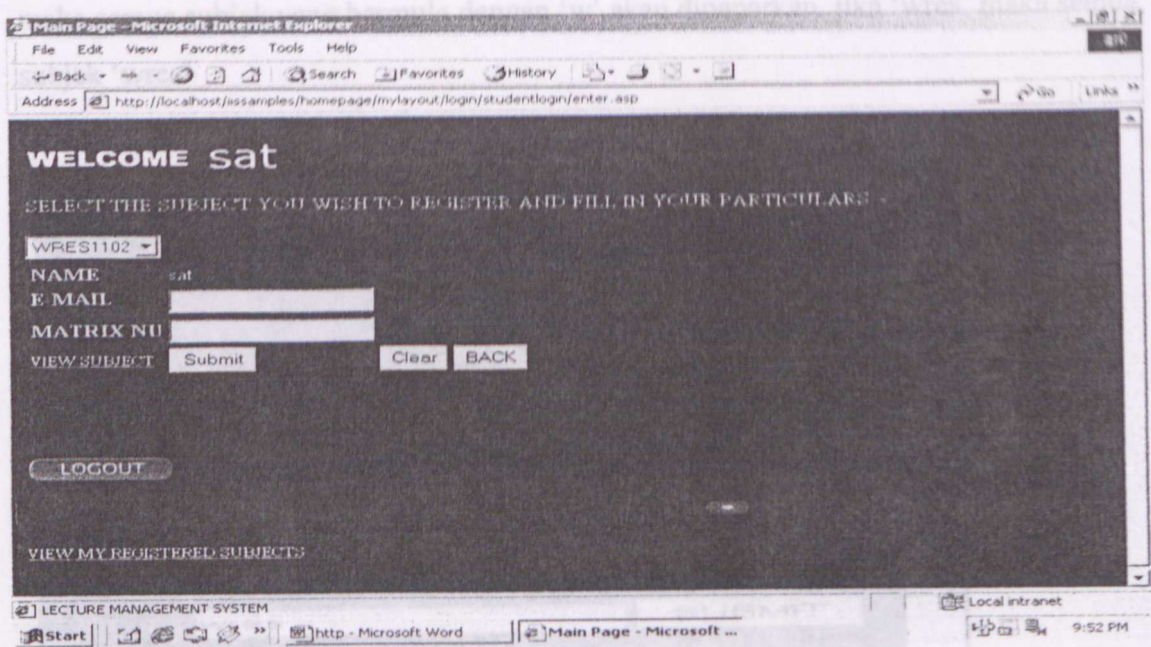 Main Page - Microsoft Internet Explorer
File Edit View Favorites Tools Help
Back Search Favorites History
Address http://localhost/iissamples/homepage/mylayout/login/studentlogin/enter.asp Go Links »
WELCOME sat
SELECT THE SUBJECT YOU WISH TO REGISTER AND FILL IN YOUR PARTICULARS -
WRES1102
NAME sat
E-MAIL
MATRIX NU
VIEW SUBJECT Submit Clear BACK
LOGOUT
VIEW MY REGISTERED SUBJECTS
LECTURE MANAGEMENT SYSTEM Local intranet
Start » http - Microsoft Word Main Page - Microsoft ... 9:52 PM